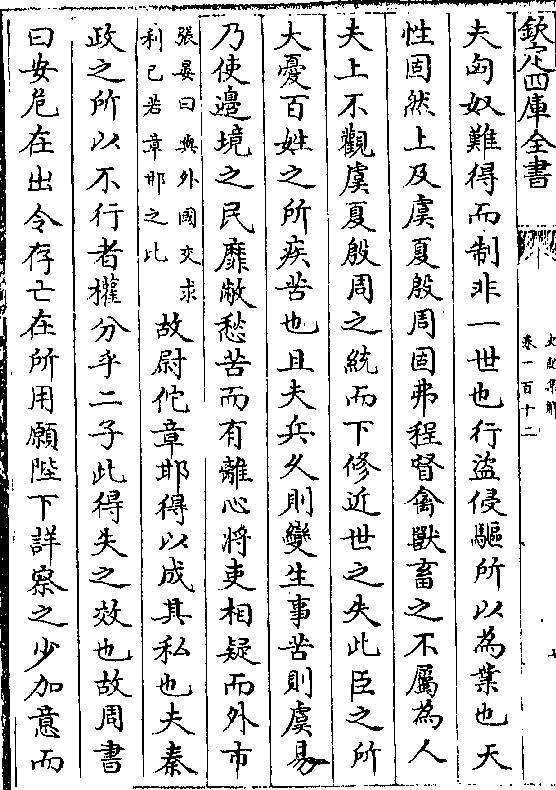 欽定四庫全書
史記集解
卷一百十二
夫匈奴難得而制非一世也行盜侵驅所以為業也天
性固然上及虞夏殷周固弗程督禽獸畜之不屬為人
夫上不觀虞夏殷周之統而下修近世之失此臣之所
大憂百姓之所疾苦也且夫兵久則變生事苦則慮易
乃使邊境之民靡敝愁苦而有離心將吏相疑而外市
張晏曰與外國交求
利己若章邯之比
故尉佗章邯得以成其私也夫秦
政之所以不行者權分乎二子此得失之效也故周書
曰安危在出令存亡在所用願陛下詳察之少加意而